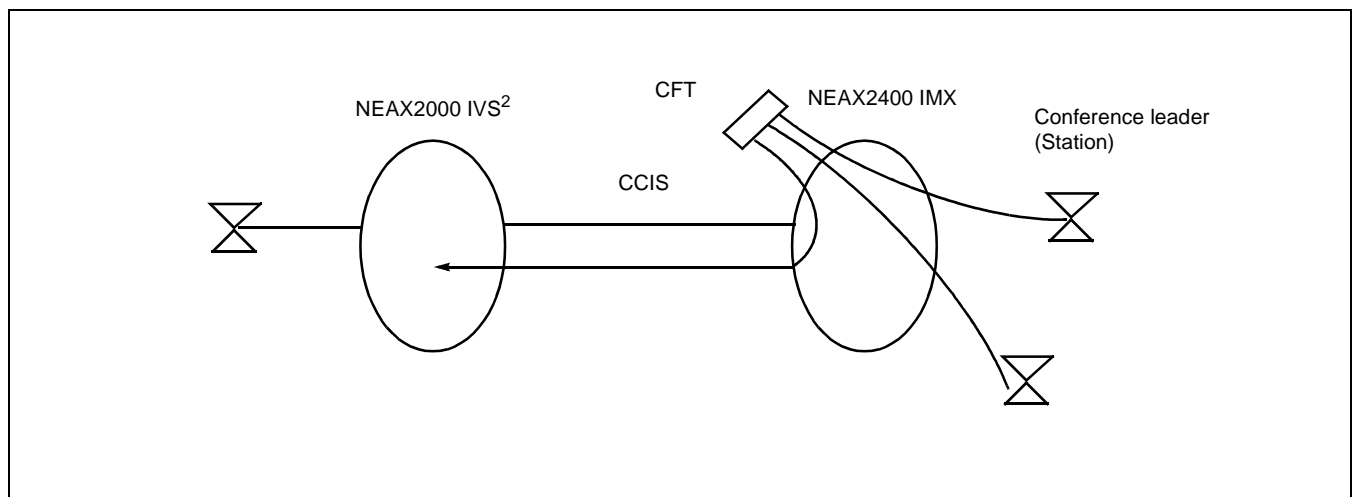 CFT
NEAX2000 IVS²
NEAX2400 IMX
Conference leader
(Station)
CCIS